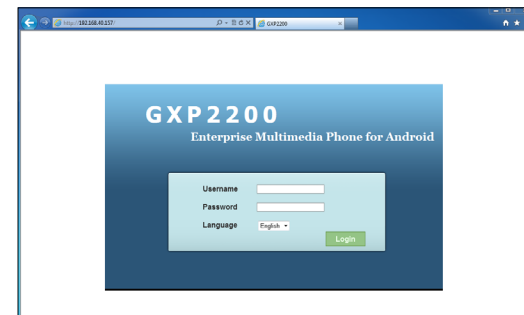 http://192.168.40.157/
GXP2200
GXP2200
Enterprise Multimedia Phone for Android
Username
Password
Language English
Login